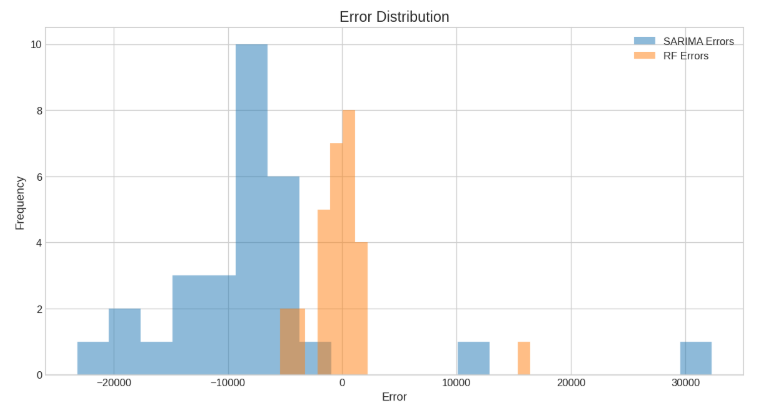 Error Distribution
SARIMA Errors
RF Errors
10
8
6
4
2
0
Frequency
−20000 −10000 0 10000 20000 30000
Error